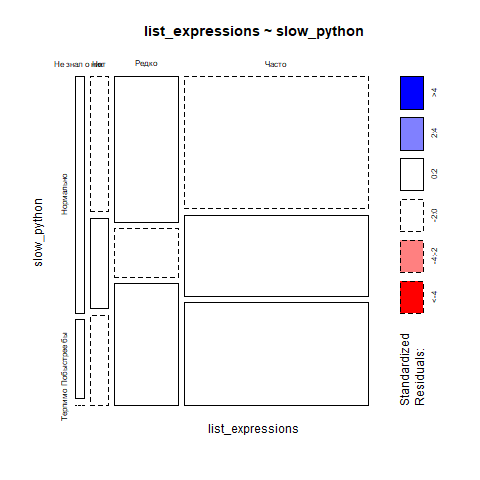 list_expressions ~ slow_python
Не знал о них
Нет
Редко
Часто
Нормально
Побыстрее бы
Терпимо
slow_python
list_expressions
Standardized
Residuals:
<-4
-4:-2
-2:0
0:2
2:4
>4